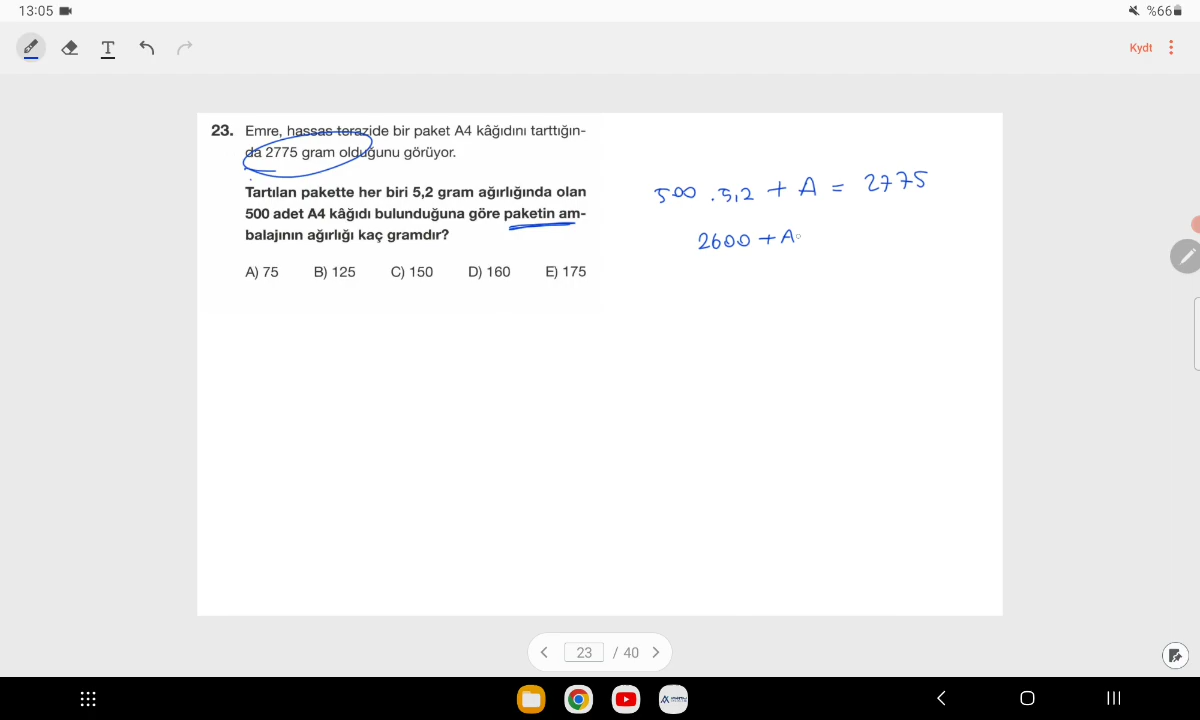 13:05
%66
T
Kydt
23. Emre, hassas terazide bir paket A4 kâğıdını tarttığın-
da 2775 gram olduğunu görüyor.
Tartılan pakette her biri 5,2 gram ağırlığında olan
500 adet A4 kâğıdı bulunduğuna göre paketin am-
balajının ağırlığı kaç gramdır?
A) 75 B) 125 C) 150 D) 160 E) 175
500 . 5,2 + A = 2775
2600 + A
23 / 40